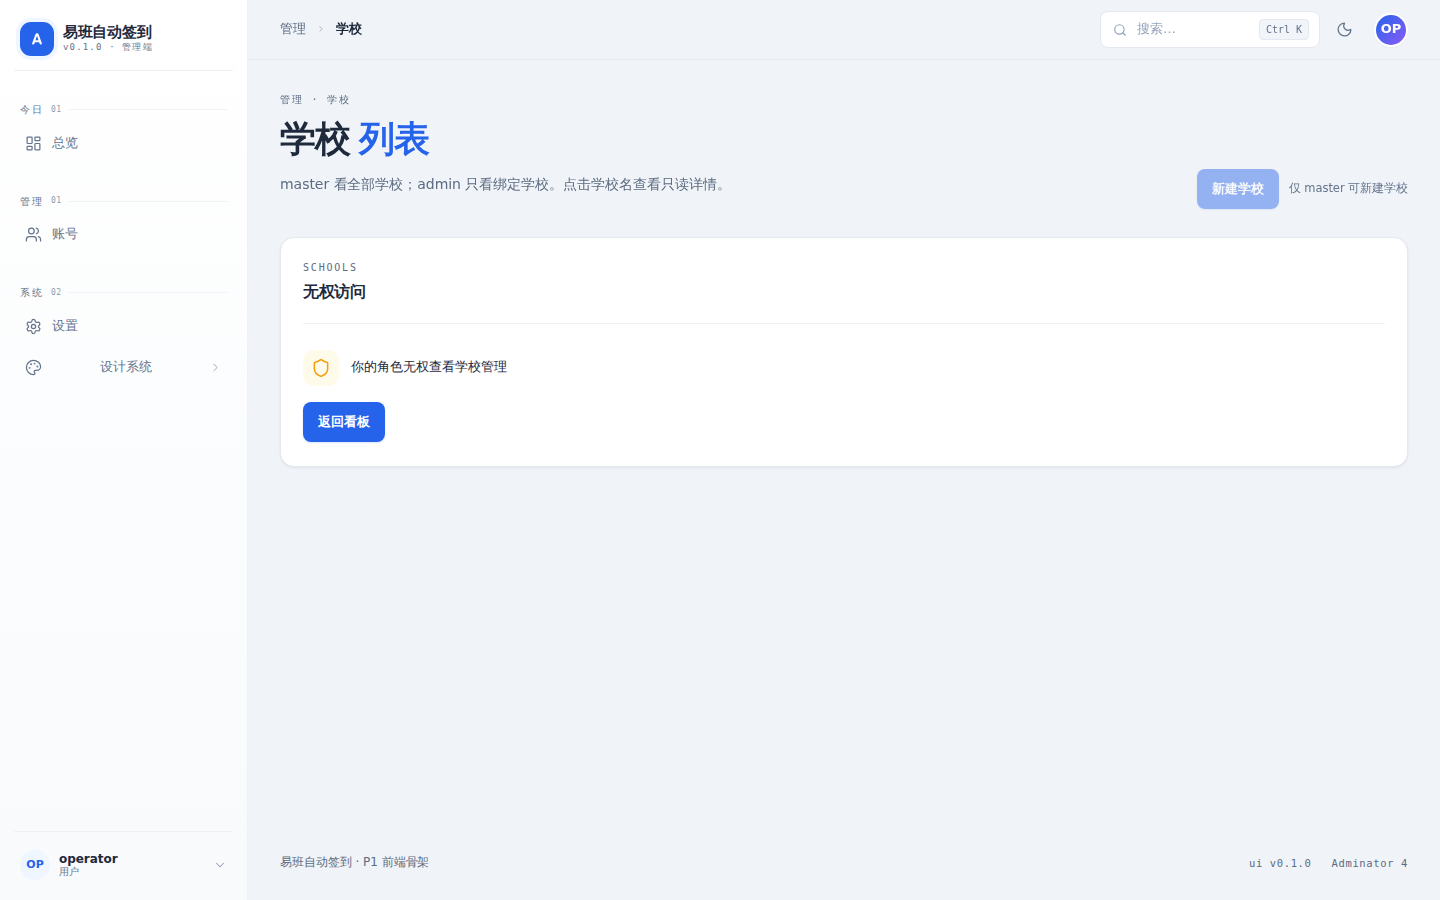 A
易班自动签到
v0.1.0 · 管理端
今日 01
总览
管理 01
账号
系统 02
设置
设计系统
OP
operator
用户
管理 > 学校
搜索…
Ctrl K
OP
管理 · 学校
学校 列表
master 看全部学校；admin 只看绑定学校。点击学校名查看只读详情。
新建学校
仅 master 可新建学校
SCHOOLS
无权访问
你的角色无权查看学校管理
返回看板
易班自动签到 · P1 前端骨架
ui v0.1.0 Adminator 4